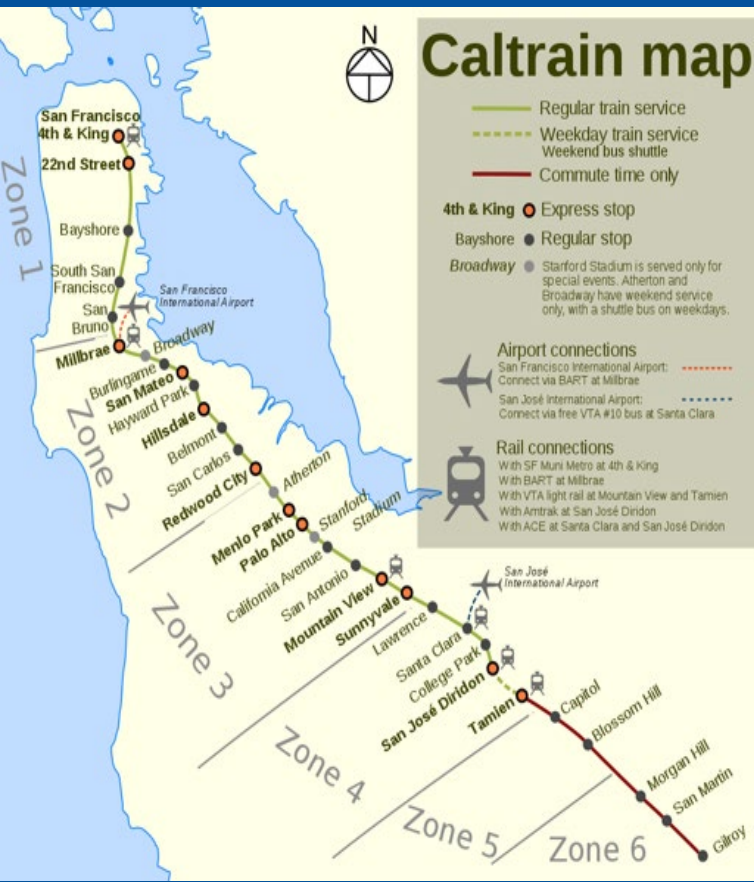 N
Caltrain map
Regular train service
Weekday train service
Weekend bus shuttle
Commute time only
4th & King Express stop
Bayshore Regular stop
Broadway Stanford Stadium is served only for
special events. Atherton and
Broadway have weekend service
only, with a shuttle bus on weekdays.
Airport connections
San Francisco International Airport:
Connect via BART at Millbrae
San José International Airport:
Connect via free VTA #10 bus at Santa Clara
Rail connections
With SF Muni Metro at 4th & King
With BART at Millbrae
With VTA light rail at Mountain View and Tamien
With Amtrak at San José Diridon
With ACE at Santa Clara and San José Diridon
San Francisco
4th & King
22nd Street
Zone 1
Bayshore
South San
Francisco
San Francisco
International Airport
San
Bruno
Millbrae
Broadway
Burlingame
San Mateo
Hayward Park
Hillsdale
Zone 2
Belmont
San Carlos
Redwood City
Atherton
Menlo Park
Palo Alto
Stanford
Stadium
California Avenue
San Antonio
Mountain View
Sunnyvale
Zone 3
San José
International Airport
Lawrence
Santa Clara
College Park
San José Diridon
Tamien
Zone 4
Capitol
Blossom Hill
Zone 5
Morgan Hill
San Martin
Gilroy
Zone 6